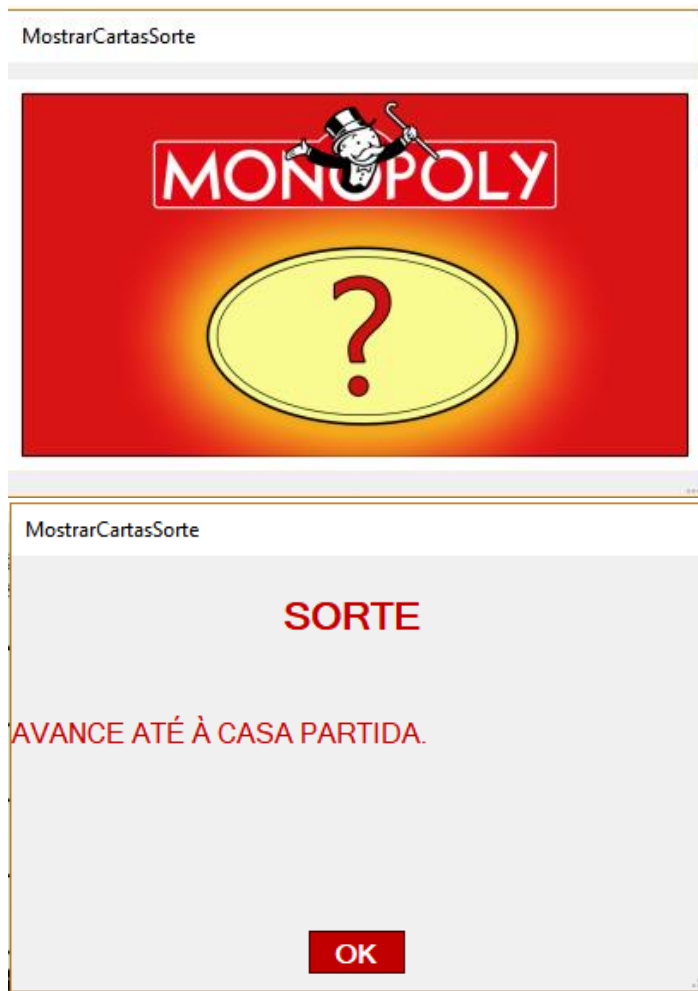 MostrarCartasSorte
MONOPOLY
?
MostrarCartasSorte
SORTE
AVANCE ATÉ À CASA PARTIDA.
OK